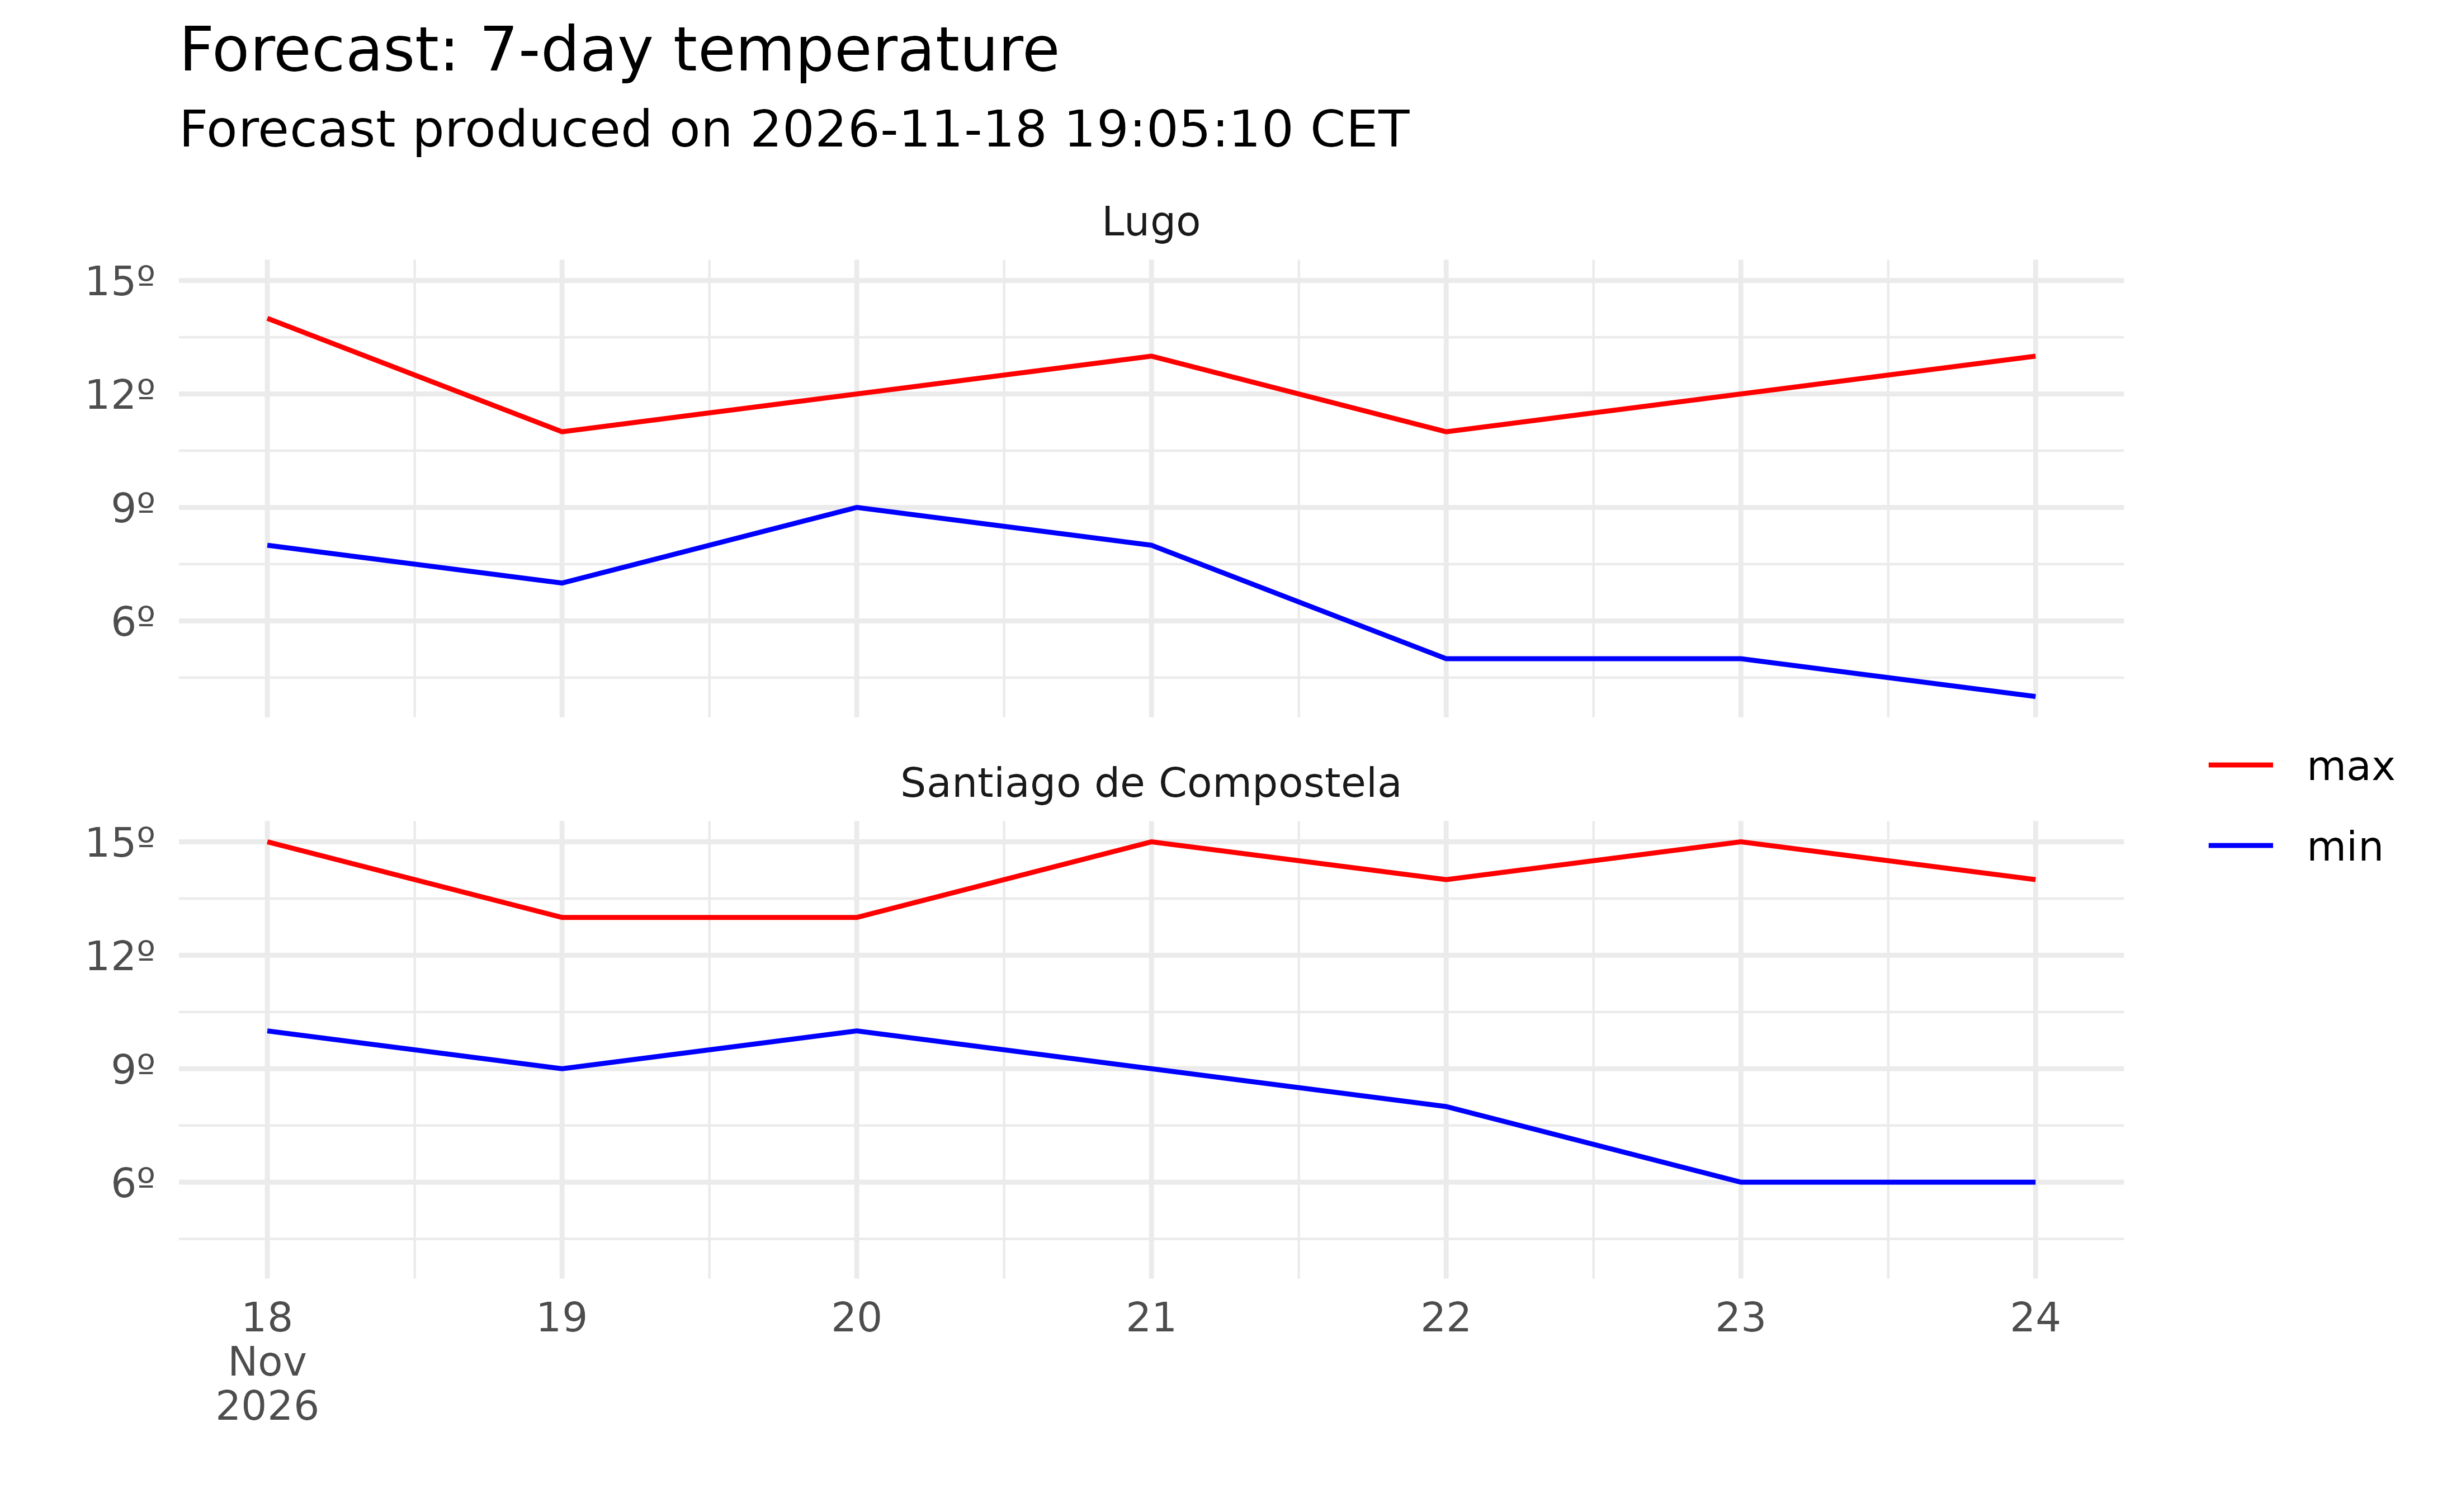 Forecast: 7-day temperature
Forecast produced on 2026-11-18 19:05:10 CET
Lugo
15º
12º
9º
6º
Santiago de Compostela
15º
12º
9º
6º
18 19 20 21 22 23 24
Nov
2026
max
min